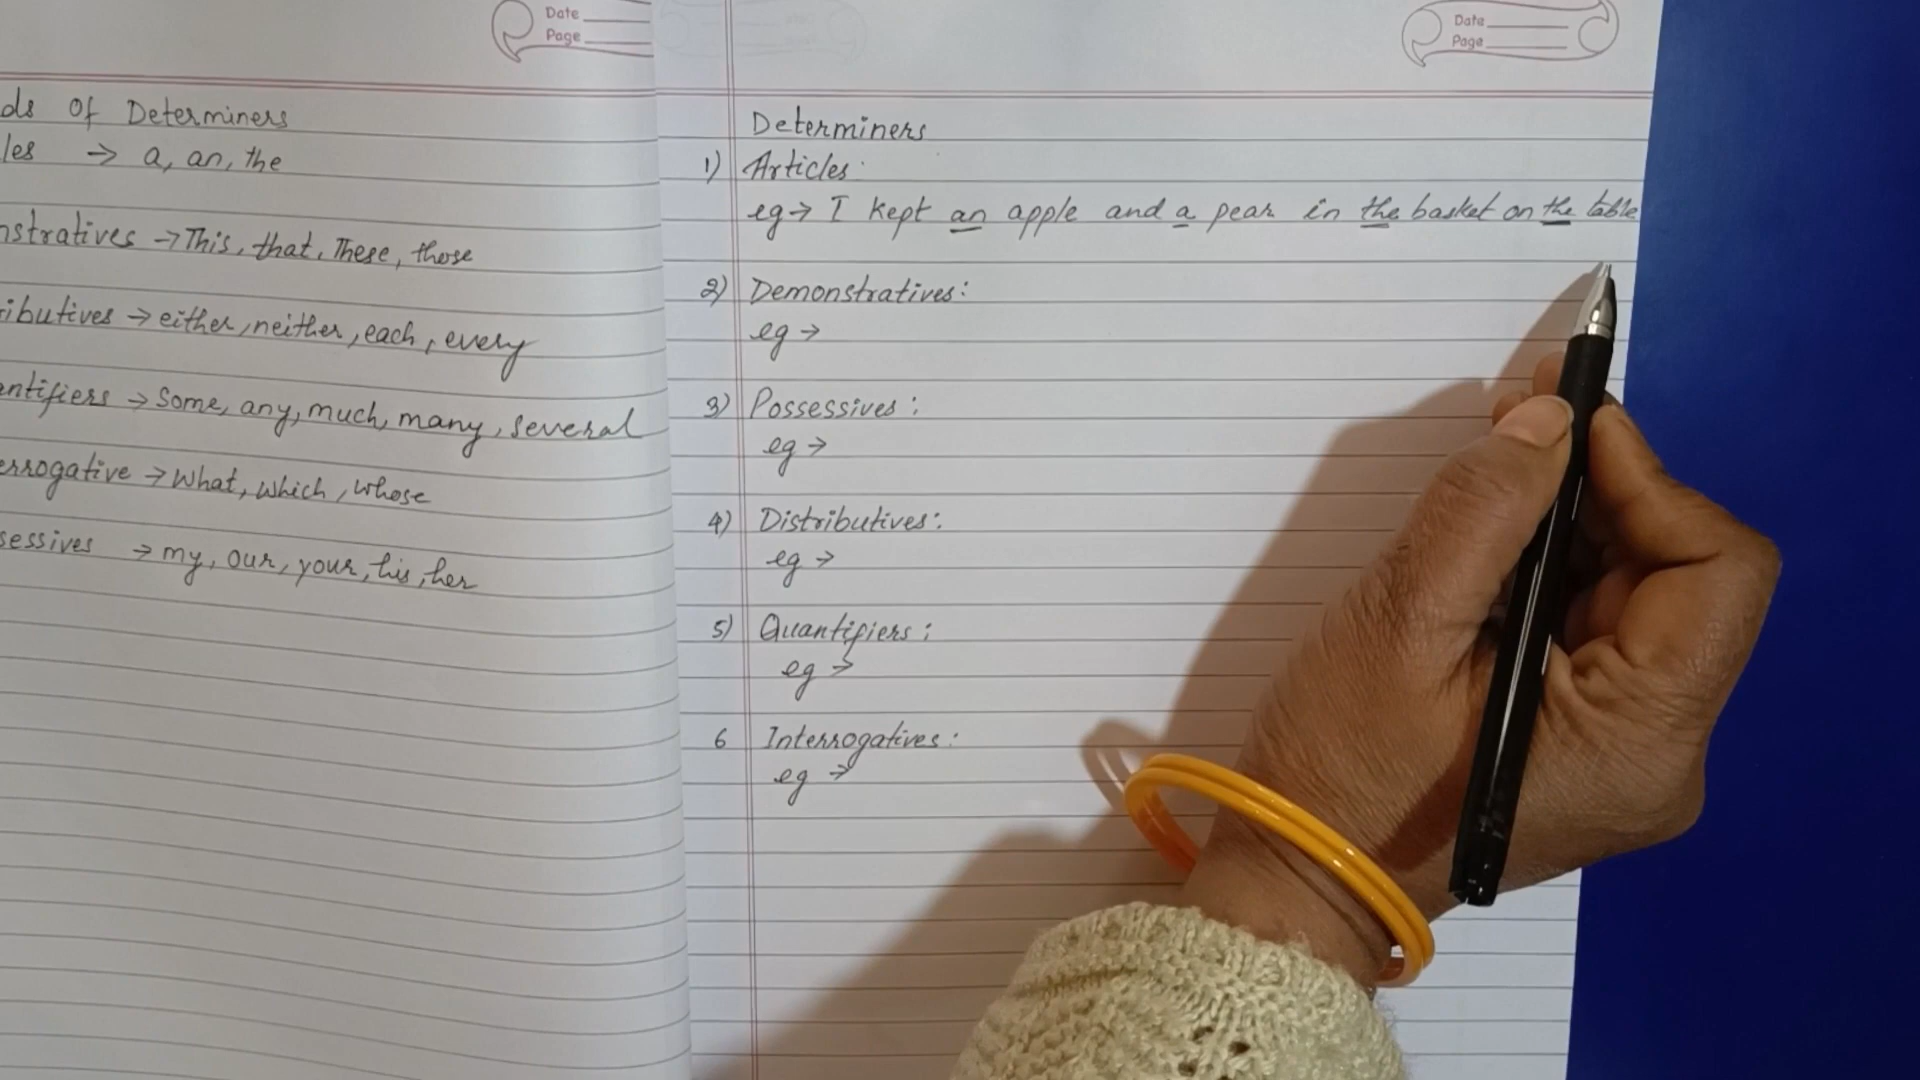 Date
Page
ds Of Determiners
les → a, an, the
nstratives → This, that, These, those
ributives → either, neither, each, every
antifiers → Some, any, much, many, several
errogative → What, which, whose
sessives → my, our, your, his, her
Date
Page
Determiners
1) Articles:
eg → I kept an apple and a pear in the basket on the table
2) Demonstratives:
eg →
3) Possessives:
eg →
4) Distributives:
eg →
5) Quantifiers:
eg →
6 Interrogatives:
eg →